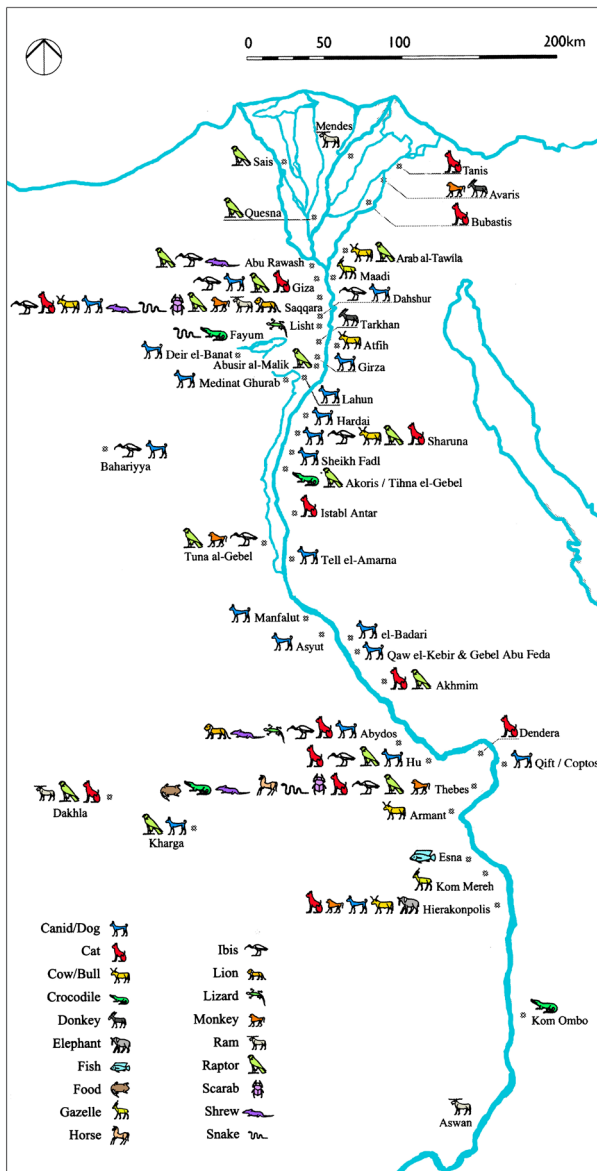 0 50 100 200km
Mendes
Sais
Tanis
Avaris
Quesna
Bubastis
Arab al-Tawila
Abu Rawash
Maadi
Giza
Dahshur
Saqqara
Lisht
Tarkhan
Fayum
Atfih
Deir el-Banat
Abusir al-Malik
Girza
Medinat Ghurab
Lahun
Hardai
Sharuna
Bahariyya
Sheikh Fadl
Akoris / Tihna el-Gebel
Istabl Antar
Tuna al-Gebel
Tell el-Amarna
Manfalut
el-Badari
Asyut
Qaw el-Kebir & Gebel Abu Feda
Akhmim
Abydos
Dendera
Hu
Qift / Coptos
Thebes
Dakhla
Armant
Kharga
Esna
Kom Mereh
Hierakonpolis
Kom Ombo
Aswan
Canid/Dog
Cat
Cow/Bull
Crocodile
Donkey
Elephant
Fish
Food
Gazelle
Horse
Ibis
Lion
Lizard
Monkey
Ram
Raptor
Scarab
Shrew
Snake